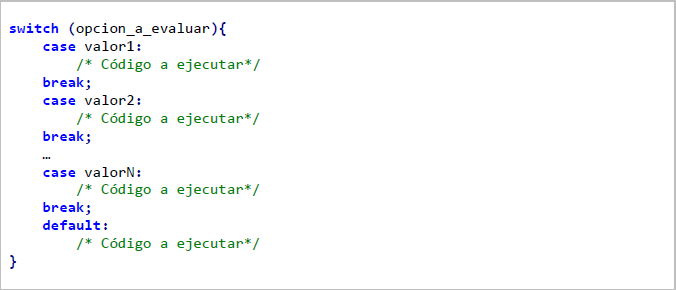 switch (opcion_a_evaluar){
case valor1:
/* Código a ejecutar*/
break;
case valor2:
/* Código a ejecutar*/
break;
…
case valorN:
/* Código a ejecutar*/
break;
default:
/* Código a ejecutar*/
}